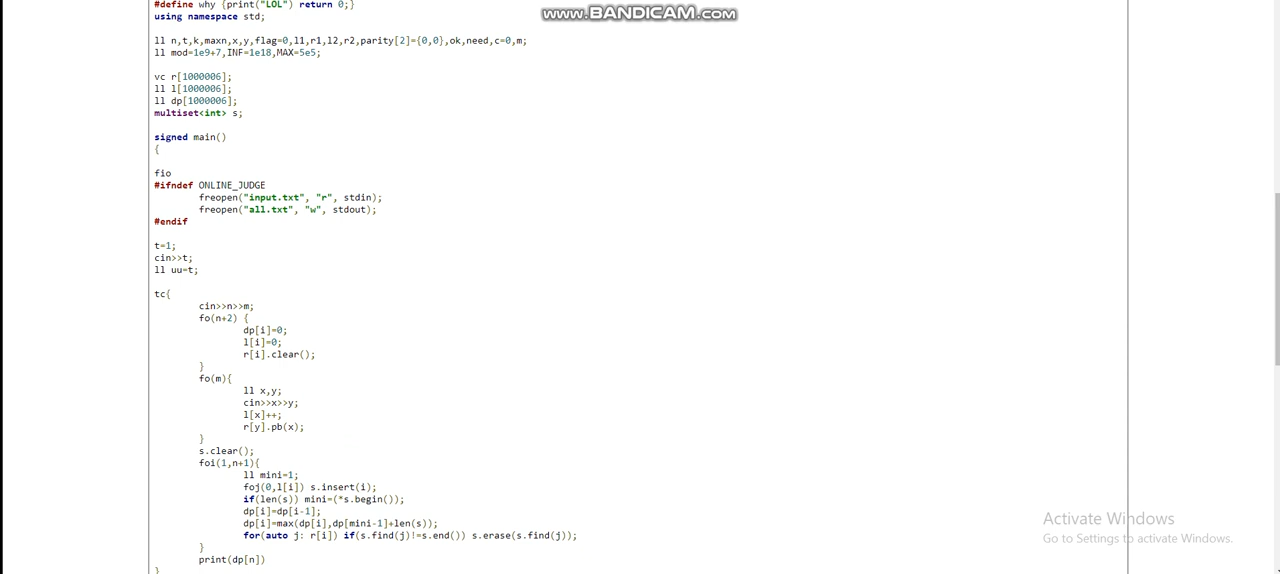 #define why {print("LOL") return 0;}
www.BANDICAM.com
using namespace std;
ll n,t,k,maxn,x,y,flag=0,l1,r1,l2,r2,parity[2]={0,0},ok,need,c=0,m;
ll mod=1e9+7,INF=1e18,MAX=5e5;
vc r[1000006];
ll l[1000006];
ll dp[1000006];
multiset<int> s;
signed main()
{
fio
#ifndef ONLINE_JUDGE
freopen("input.txt", "r", stdin);
freopen("all.txt", "w", stdout);
#endif
t=1;
cin>>t;
ll uu=t;
tc{
cin>>n>>m;
fo(n+2) {
dp[i]=0;
l[i]=0;
r[i].clear();
}
fo(m){
ll x,y;
cin>>x>>y;
l[x]++;
r[y].pb(x);
}
s.clear();
foi(1,n+1){
ll mini=1;
foj(0,l[i]) s.insert(i);
if(len(s)) mini=(*s.begin());
dp[i]=dp[i-1];
dp[i]=max(dp[i],dp[mini-1]+len(s));
for(auto j: r[i]) if(s.find(j)!=s.end()) s.erase(s.find(j));
}
print(dp[n])
}
Activate Windows
Go to Settings to activate Windows.